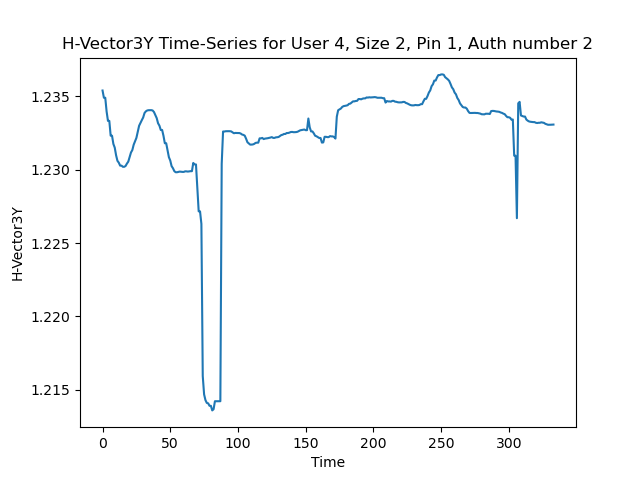 H-Vector3Y Time-Series for User 4, Size 2, Pin 1, Auth number 2
1.235
1.230
1.225
1.220
1.215
H-Vector3Y
0 50 100 150 200 250 300
Time